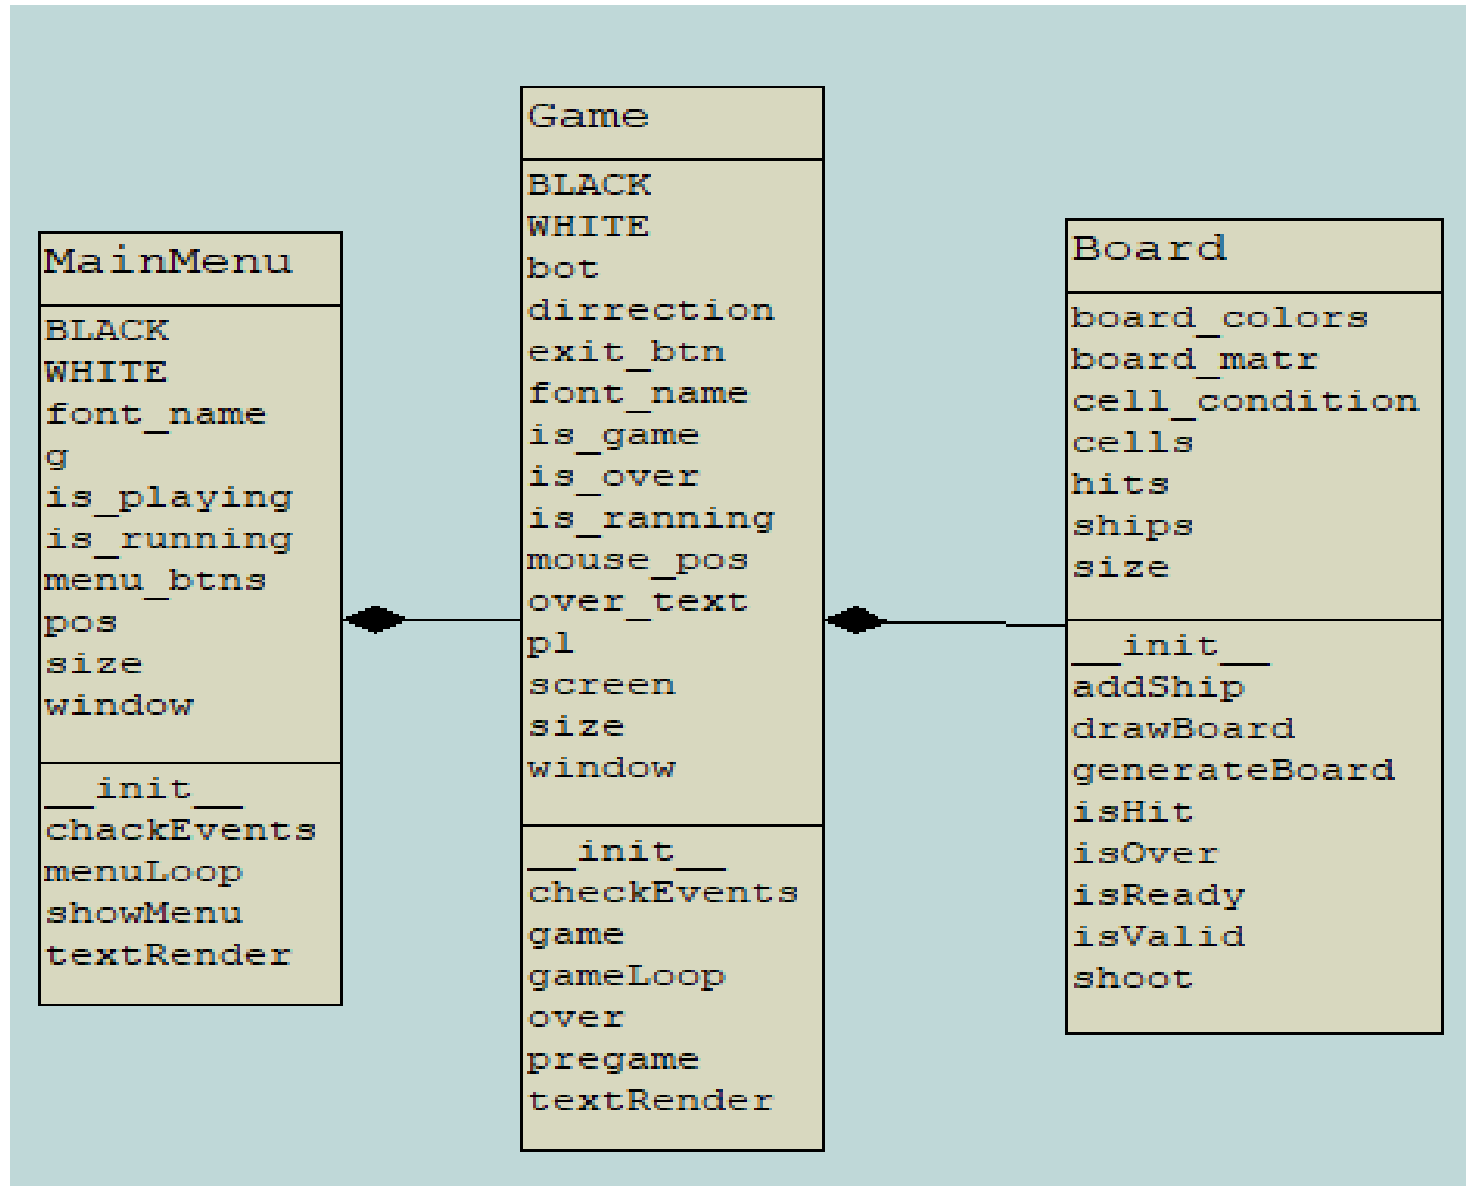 MainMenu
BLACK
WHITE
font_name
g
is_playing
is_running
menu_btns
pos
size
window
__init__
chackEvents
menuLoop
showMenu
textRender
Game
BLACK
WHITE
bot
dirrection
exit_btn
font_name
is_game
is_over
is_ranning
mouse_pos
over_text
pl
screen
size
window
__init__
checkEvents
game
gameLoop
over
pregame
textRender
Board
board_colors
board_matr
cell_condition
cells
hits
ships
size
__init__
addShip
drawBoard
generateBoard
isHit
isOver
isReady
isValid
shoot